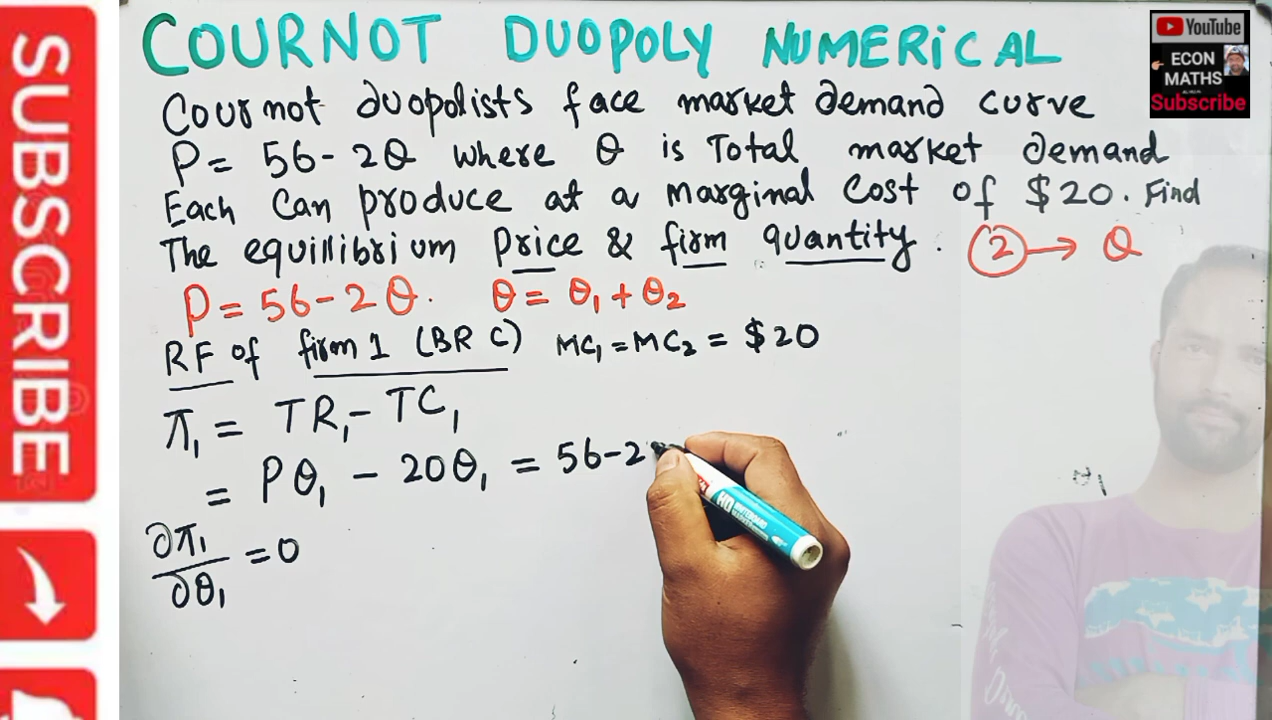 SUBSCRIBE
YouTube
ECON
MATHS
Subscribe
COURNOT DUOPOLY NUMERICAL
Cournot duopolists face market demand curve
P = 56 - 2Q where Q is Total market demand
Each can produce at a marginal cost of $20. Find
The equillibrium price & firm quantity. (2) → Q
P = 56 - 2Q. Q = Q₁ + Q₂
RF of firm 1 (BRC) MC₁ = MC₂ = $20
π₁ = TR₁ - TC₁
= PQ₁ - 20Q₁ = 56-2
∂π₁/∂Q₁ = 0